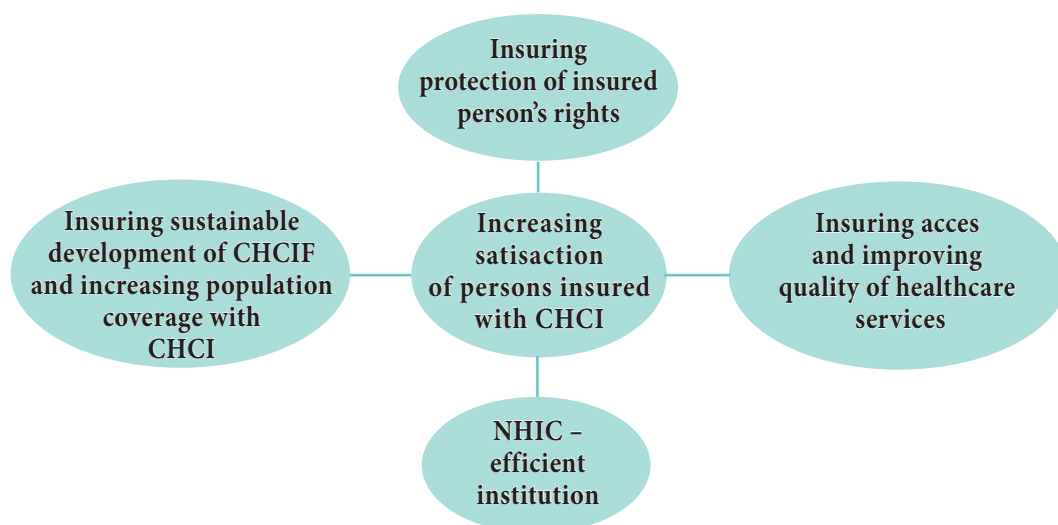 Insuring
protection of insured
person’s rights
Insuring sustainable
development of CHCIF
and increasing population
coverage with
CHCI
Increasing
satisaction
of persons insured
with CHCI
Insuring acces
and improving
quality of healthcare
services
NHIC –
efficient
institution